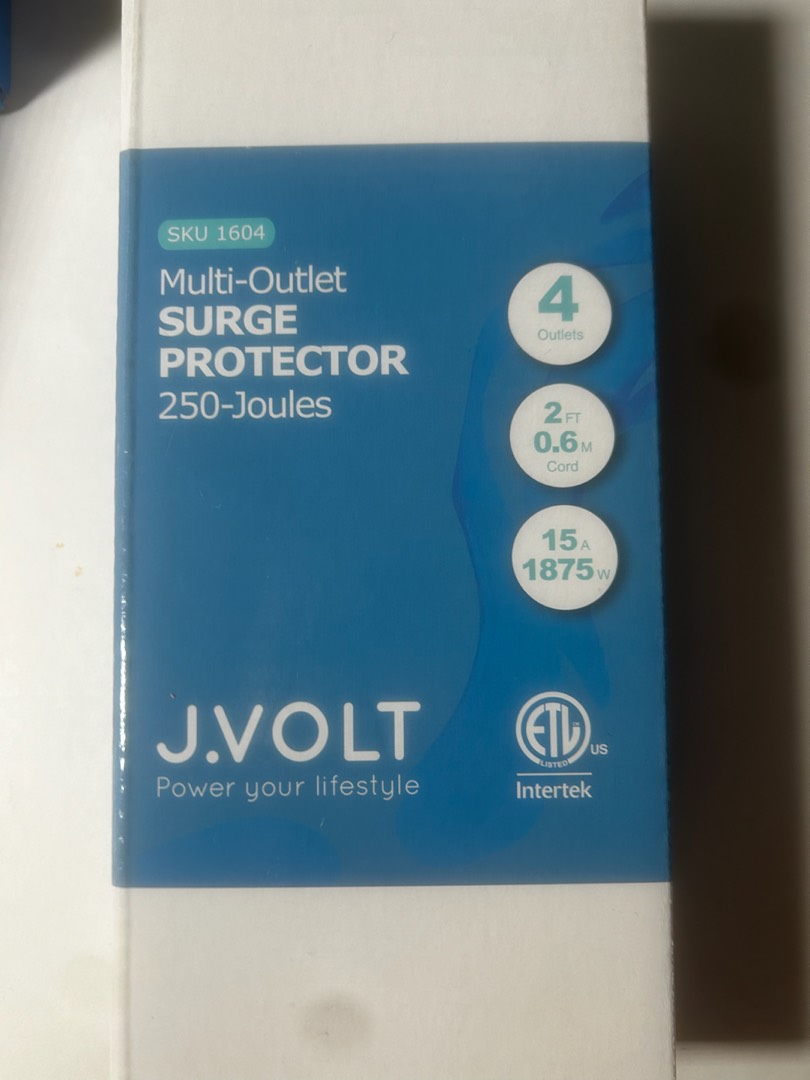 SKU 1604
Multi-Outlet
SURGE
PROTECTOR
250-Joules
4
Outlets
2 FT
0.6 M
Cord
15 A
1875 W
J.VOLT
Power your lifestyle
ETL
LISTED
US
Intertek